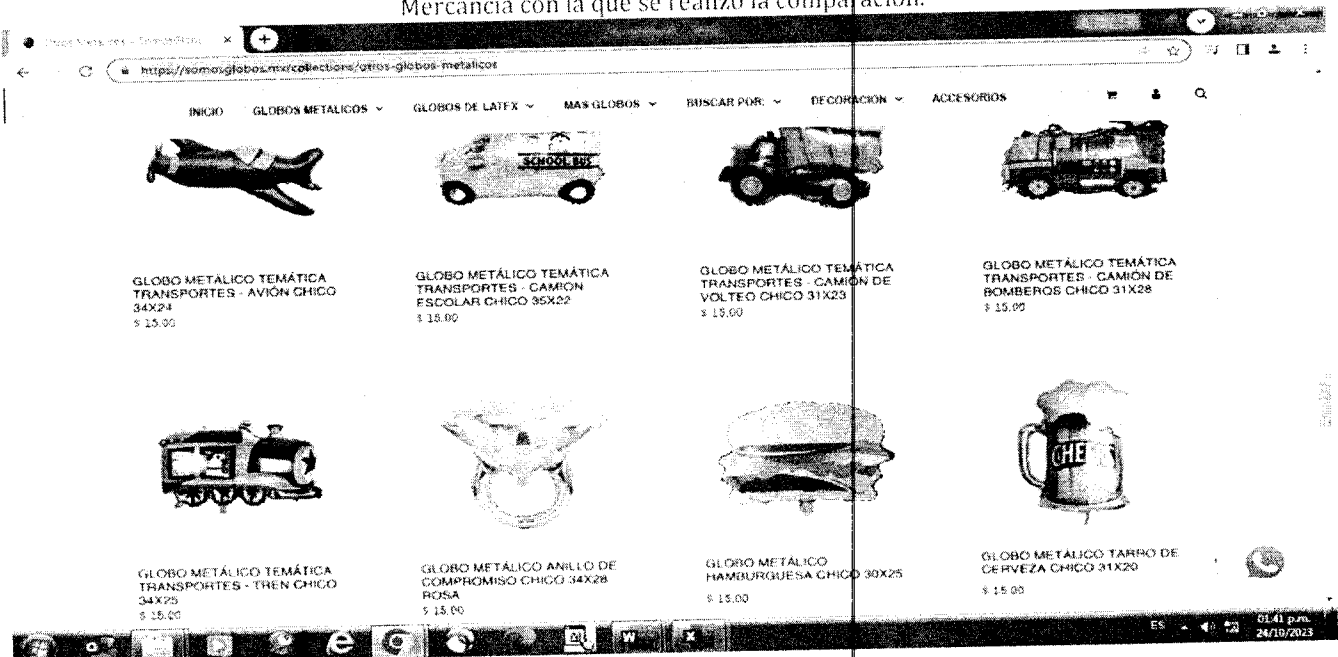 Mercancía con la que se realizó la comparación.
https://somosglobos.mx/collections/otros-globos-metalicos
INICIO GLOBOS METALICOS GLOBOS DE LATEX MAS GLOBOS BUSCAR POR: DECORACION ACCESORIOS
SCHOOL BUS
GLOBO METÁLICO TEMÁTICA
TRANSPORTES - AVIÓN CHICO
34X24
$ 15.00
GLOBO METÁLICO TEMÁTICA
TRANSPORTES - CAMION
ESCOLAR CHICO 35X22
$ 15.00
GLOBO METÁLICO TEMÁTICA
TRANSPORTES - CAMIÓN DE
VOLTEO CHICO 31X23
$ 15.00
GLOBO METÁLICO TEMÁTICA
TRANSPORTES - CAMIÓN DE
BOMBEROS CHICO 31X28
$ 15.00
GLOBO METÁLICO TEMÁTICA
TRANSPORTES - TREN CHICO
34X25
$ 15.00
GLOBO METÁLICO ANILLO DE
COMPROMISO CHICO 34X28
ROSA
$ 15.00
GLOBO METÁLICO
HAMBURGUESA CHICO 30X25
$ 15.00
GLOBO METÁLICO TARRO DE
CERVEZA CHICO 31X20
$ 15.00
ES
01:41 p.m.
24/10/2023